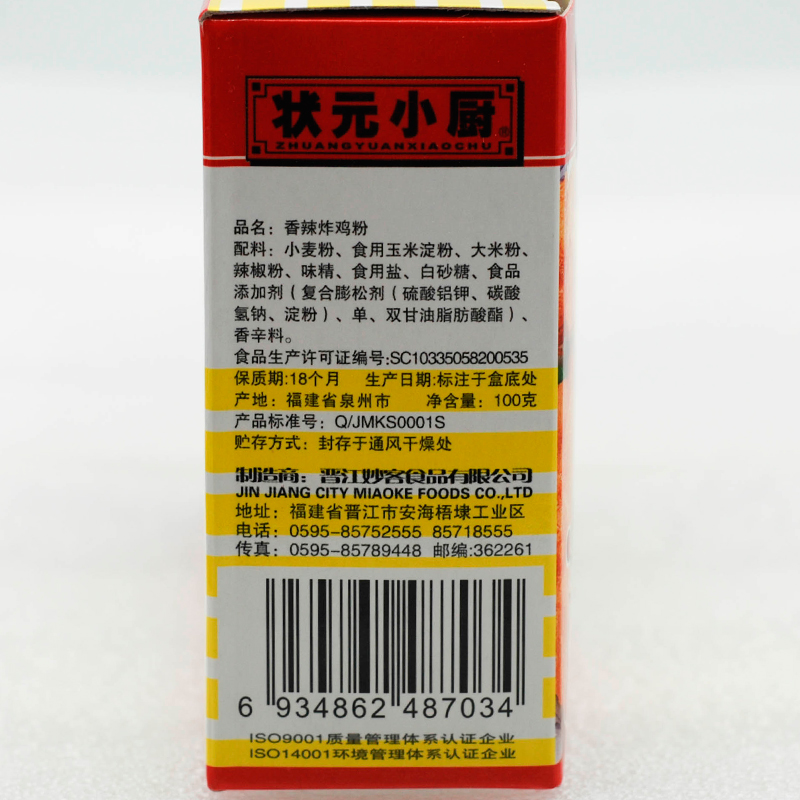 状元小厨®
ZHUANGYUANXIAOCHU
品名：香辣炸鸡粉
配料：小麦粉、食用玉米淀粉、大米粉、
辣椒粉、味精、食用盐、白砂糖、食品
添加剂（复合膨松剂（硫酸铝钾、碳酸
氢钠、淀粉）、单、双甘油脂肪酸酯）、
香辛料。
食品生产许可证编号:SC10335058200535
保质期:18个月 生产日期:标注于盒底处
产地：福建省泉州市 净含量：100克
产品标准号：Q/JMKS0001S
贮存方式：封存于通风干燥处
制造商：晋江妙客食品有限公司
JIN JIANG CITY MIAOKE FOODS CO.,LTD
地址：福建省晋江市安海梧埭工业区
电话：0595-85752555 85718555
传真：0595-85789448 邮编:362261
6 934862 487034
ISO9001质量管理体系认证企业
ISO14001环境管理体系认证企业